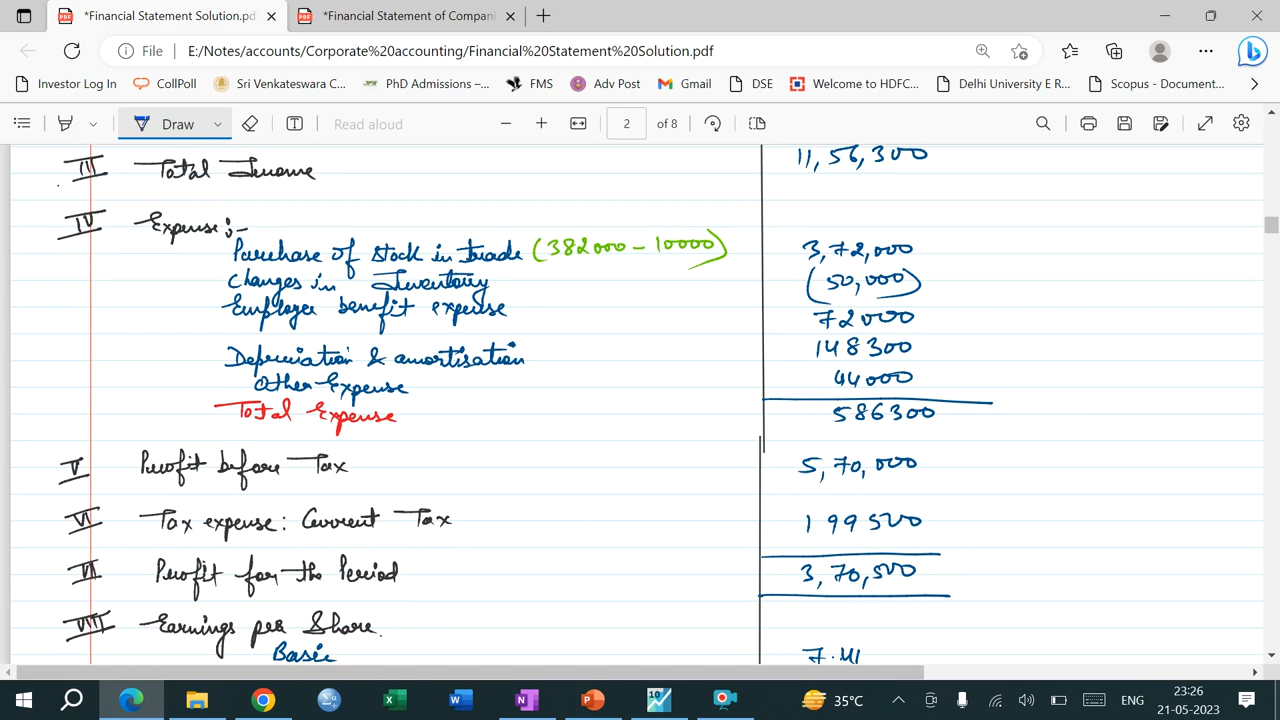 *Financial Statement Solution.pd
*Financial Statement of Compani
File E:/Notes/accounts/Corporate%20accounting/Financial%20Statement%20Solution.pdf
Investor Log In CollPoll Sri Venkateswara C... PhD Admissions –... FMS Adv Post Gmail DSE Welcome to HDFC... Delhi University E R... Scopus - Document...
Draw Read aloud 2 of 8
III Total Income 11,56,300
IV Expense:-
Purchase of stock in trade (382000 - 10000) 3,72,000
Changes in Inventory (50,000)
Employee benefit expense 72000
Depreciation & amortisation 148300
Other Expense 44000
Total Expense 586300
V Profit before Tax 5,70,000
VI Tax expense: Current Tax 199500
VII Profit for the Period 3,70,500
VIII Earnings per Share.
Basic 7.41
35°C ENG 23:26
21-05-2023